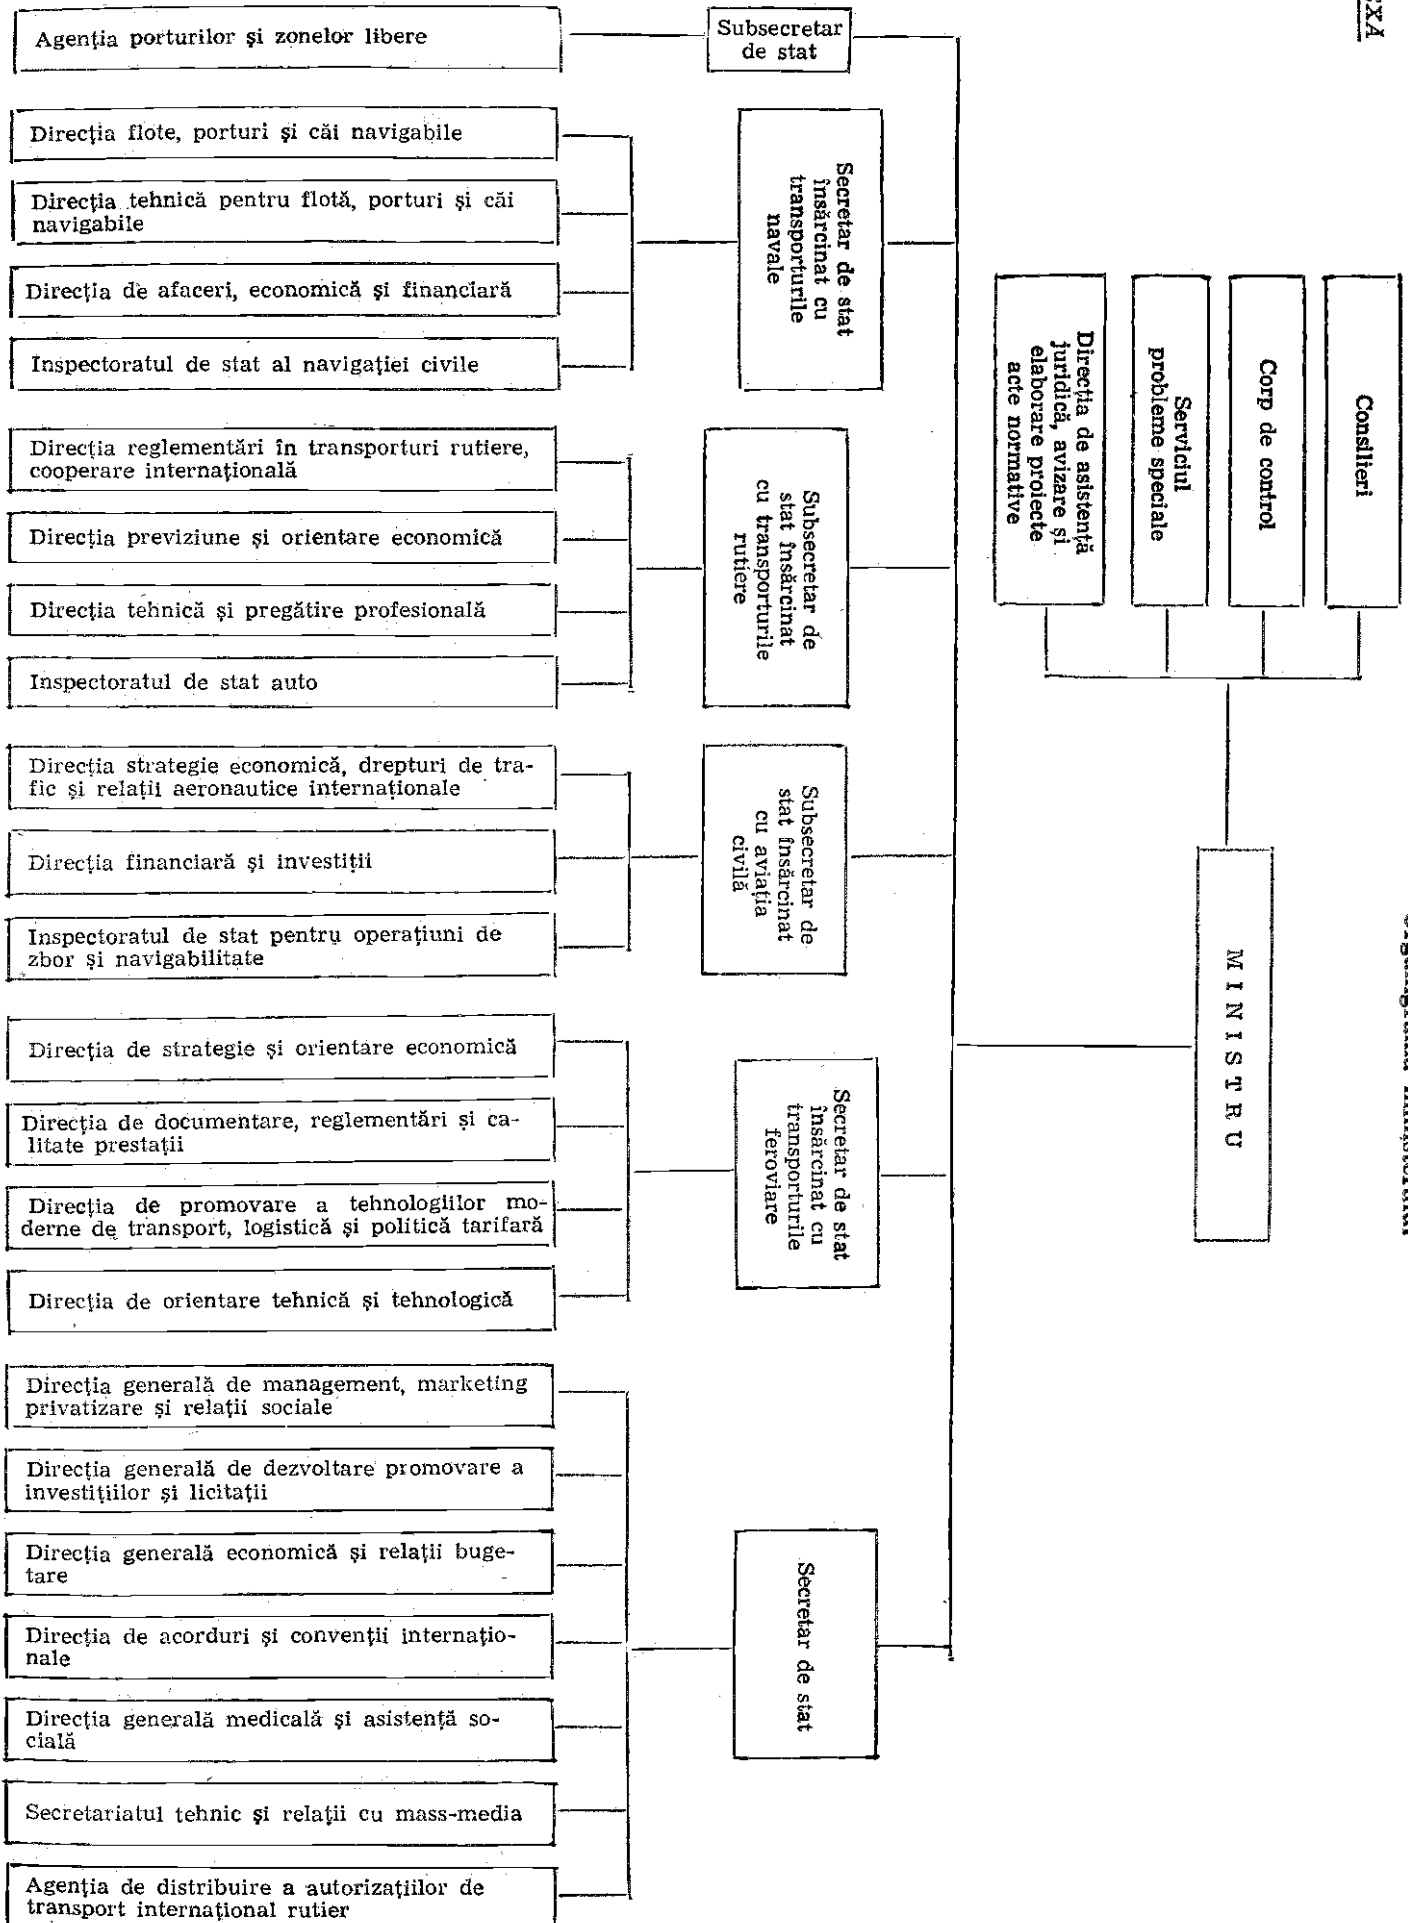 Agenția porturilor și zonelor libere
Subsecretar
de stat
Direcția flote, porturi și căi navigabile
Direcția tehnică pentru flotă, porturi și căi
navigabile
Direcția de afaceri, economică și financiară
Inspectoratul de stat al navigației civile
Secretar de stat
însărcinat cu
transporturile
navale
Direcția reglementări în transporturi rutiere,
cooperare internațională
Direcția previziune și orientare economică
Direcția tehnică și pregătire profesională
Inspectoratul de stat auto
Subsecretar de
stat însărcinat
cu transporturile
rutiere
Direcția strategie economică, drepturi de tra-
fic și relații aeronautice internaționale
Direcția financiară și investiții
Inspectoratul de stat pentru operațiuni de
zbor și navigabilitate
Subsecretar de
stat însărcinat
cu aviația
civilă
Direcția de strategie și orientare economică
Direcția de documentare, reglementări și ca-
litate prestații
Direcția de promovare a tehnologiilor mo-
derne de transport, logistică și politică tarifară
Direcția de orientare tehnică și tehnologică
Secretar de stat
însărcinat cu
transporturile
feroviare
Direcția generală de management, marketing
privatizare și relații sociale
Direcția generală de dezvoltare promovare a
investițiilor și licitații
Direcția generală economică și relații buge-
tare
Direcția de acorduri și convenții internațio-
nale
Direcția generală medicală și asistență so-
cială
Secretariatul tehnic și relații cu mass-media
Agenția de distribuire a autorizațiilor de
transport internațional rutier
Secretar de stat
Consilieri
Corp de control
Serviciul
probleme speciale
Direcția de asistență
juridică, avizare și
elaborare proiecte
acte normative
MINISTRU